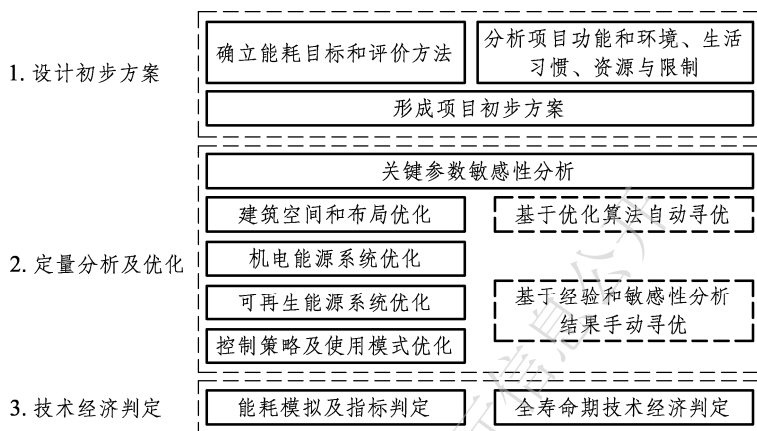 1. 设计初步方案
确立能耗目标和评价方法
分析项目功能和环境、生活
习惯、资源与限制
形成项目初步方案
2. 定量分析及优化
关键参数敏感性分析
建筑空间和布局优化
机电能源系统优化
可再生能源系统优化
控制策略及使用模式优化
基于优化算法自动寻优
基于经验和敏感性分析
结果手动寻优
3. 技术经济判定
能耗模拟及指标判定
全寿命期技术经济判定
行信息公开